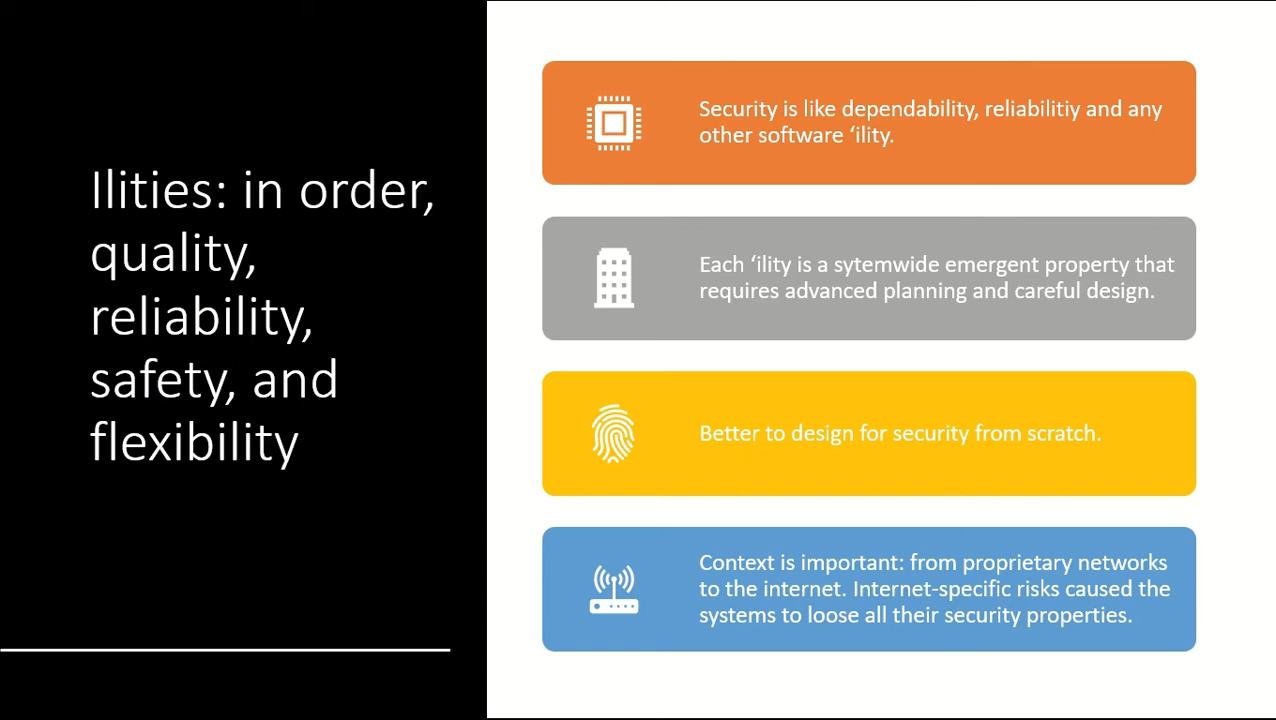 Ilities: in order,
quality,
reliability,
safety, and
flexibility
Security is like dependability, reliabilitiy and any
other software ‘ility.
Each ‘ility is a sytemwide emergent property that
requires advanced planning and careful design.
Better to design for security from scratch.
Context is important: from proprietary networks
to the internet. Internet-specific risks caused the
systems to loose all their security properties.